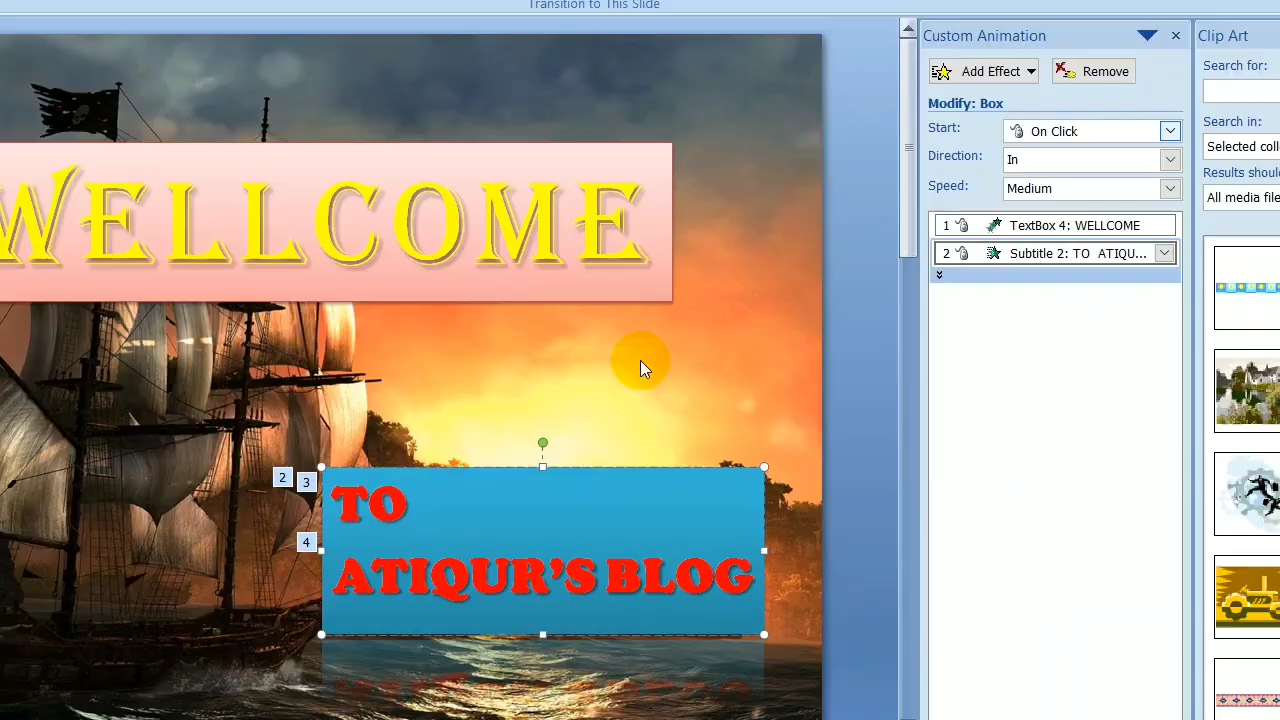 Transition to This Slide
Custom Animation
Clip Art
Add Effect
Remove
Search for:
Modify: Box
Start:
On Click
Search in:
Direction:
In
Selected coll
Results shoul
Speed:
Medium
All media file
WELLCOME
1 TextBox 4: WELLCOME
2 Subtitle 2: TO ATIQU...
2
3
TO
4
ATIQUR'S BLOG